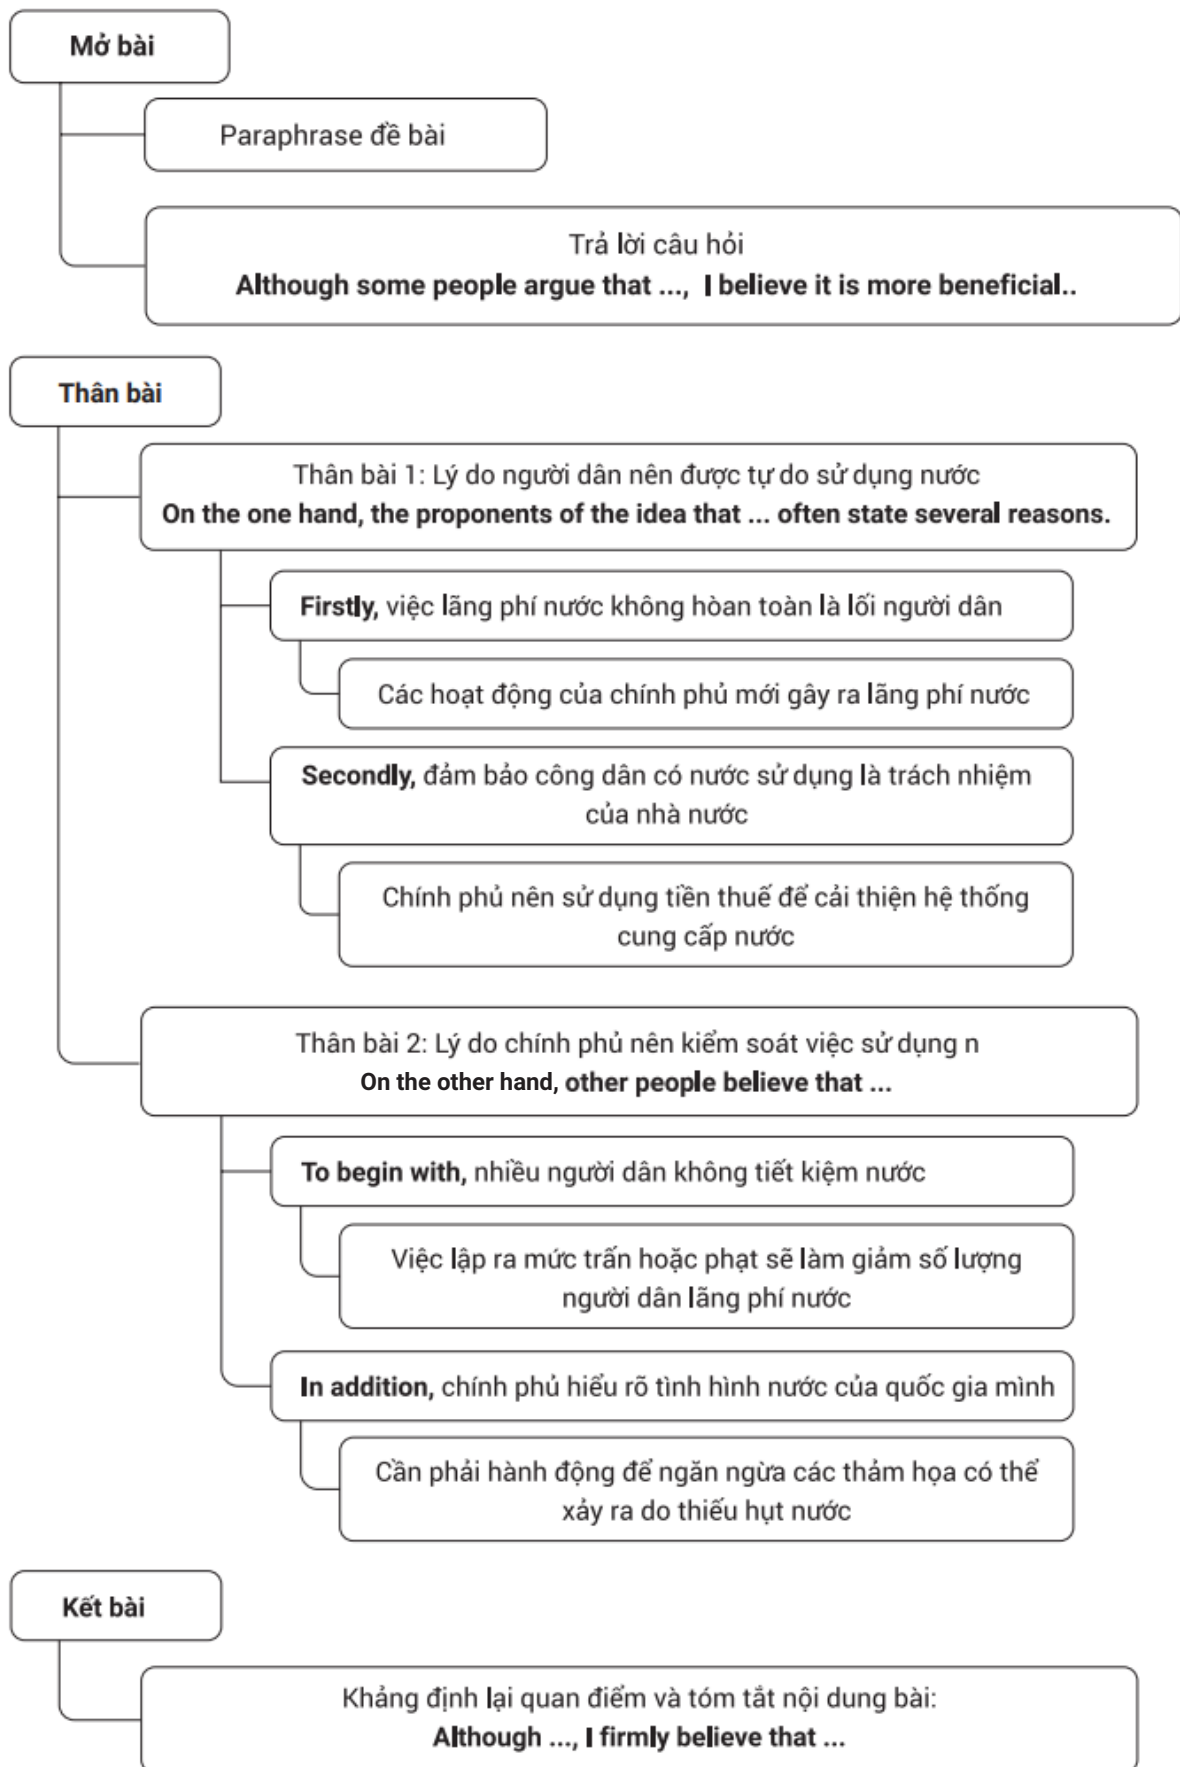 Mở bài
Paraphrase đề bài
Trả lời câu hỏi
Although some people argue that ..., I believe it is more beneficial..
Thân bài
Thân bài 1: Lý do người dân nên được tự do sử dụng nước
On the one hand, the proponents of the idea that ... often state several reasons.
Firstly, việc lãng phí nước không hòan toàn là lối người dân
Các hoạt động của chính phủ mới gây ra lãng phí nước
Secondly, đảm bảo công dân có nước sử dụng là trách nhiệm
của nhà nước
Chính phủ nên sử dụng tiền thuế để cải thiện hệ thống
cung cấp nước
Thân bài 2: Lý do chính phủ nên kiểm soát việc sử dụng n
On the other hand, other people believe that ...
To begin with, nhiều người dân không tiết kiệm nước
Việc lập ra mức trấn hoặc phạt sẽ làm giảm số lượng
người dân lãng phí nước
In addition, chính phủ hiểu rõ tình hình nước của quốc gia mình
Cần phải hành động để ngăn ngừa các thảm họa có thể
xảy ra do thiếu hụt nước
Kết bài
Khảng định lại quan điểm và tóm tắt nội dung bài:
Although ..., I firmly believe that ...